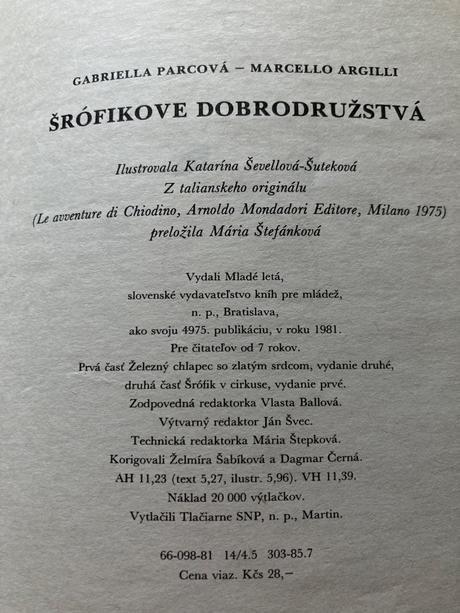 GABRIELLA PARCOVÁ – MARCELLO ARGILLI
ŠRÓFIKOVE DOBRODRUŽSTVÁ
Ilustrovala Katarína Ševellová-Šuteková
Z talianskeho originálu
(Le avventure di Chiodino, Arnoldo Mondadori Editore, Milano 1975)
preložila Mária Štefánková
Vydali Mladé letá,
slovenské vydavateľstvo kníh pre mládež,
n. p., Bratislava,
ako svoju 4975. publikáciu, v roku 1981.
Pre čitateľov od 7 rokov.
Prvá časť Železný chlapec so zlatým srdcom, vydanie druhé,
druhá časť Šrófik v cirkuse, vydanie prvé.
Zodpovedná redaktorka Vlasta Ballová.
Výtvarný redaktor Ján Švec.
Technická redaktorka Mária Štepková.
Korigovali Želmíra Šabíková a Dagmar Černá.
AH 11,23 (text 5,27, ilustr. 5,96). VH 11,39.
Náklad 20 000 výtlačkov.
Vytlačili Tlačiarne SNP, n. p., Martin.
66-098-81 14/4.5 303-85.7
Cena viaz. Kčs 28,–